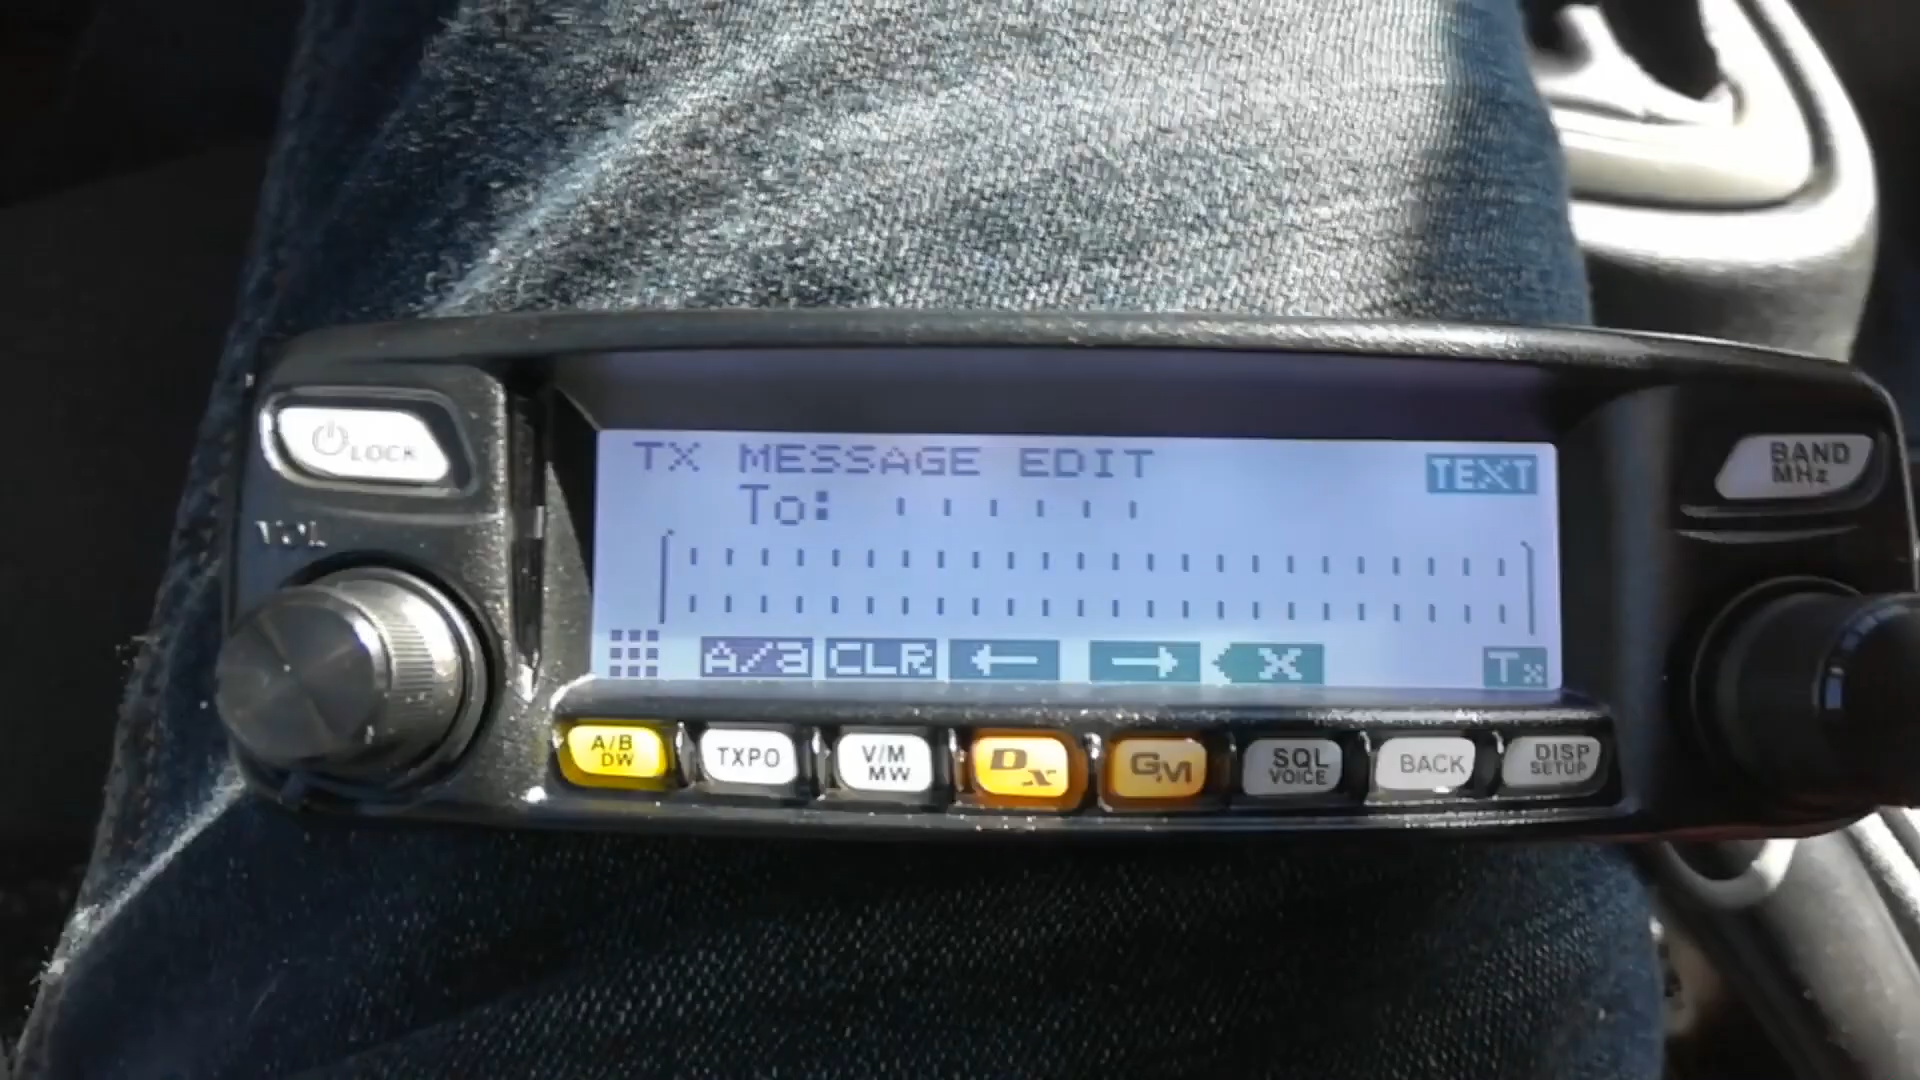 LOCK
VOL
TX MESSAGE EDIT
TEXT
To:
A/a CLR ← → X Tx
BAND
MHz
A/B
DW
TXPO
V/M
MW
DX
GM
SQL
VOICE
BACK
DISP
SETUP